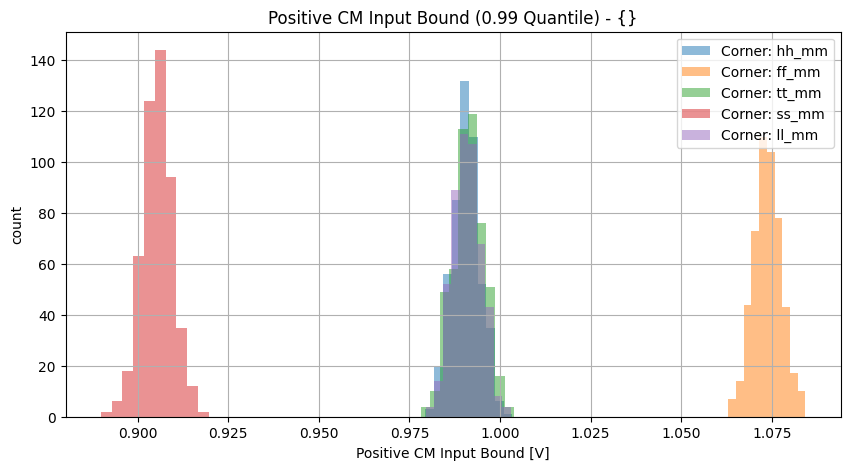 Positive CM Input Bound (0.99 Quantile) - {}
Corner: hh_mm
Corner: ff_mm
Corner: tt_mm
Corner: ss_mm
Corner: ll_mm
count
140
120
100
80
60
40
20
0
0.900
0.925
0.950
0.975
1.000
1.025
1.050
1.075
Positive CM Input Bound [V]